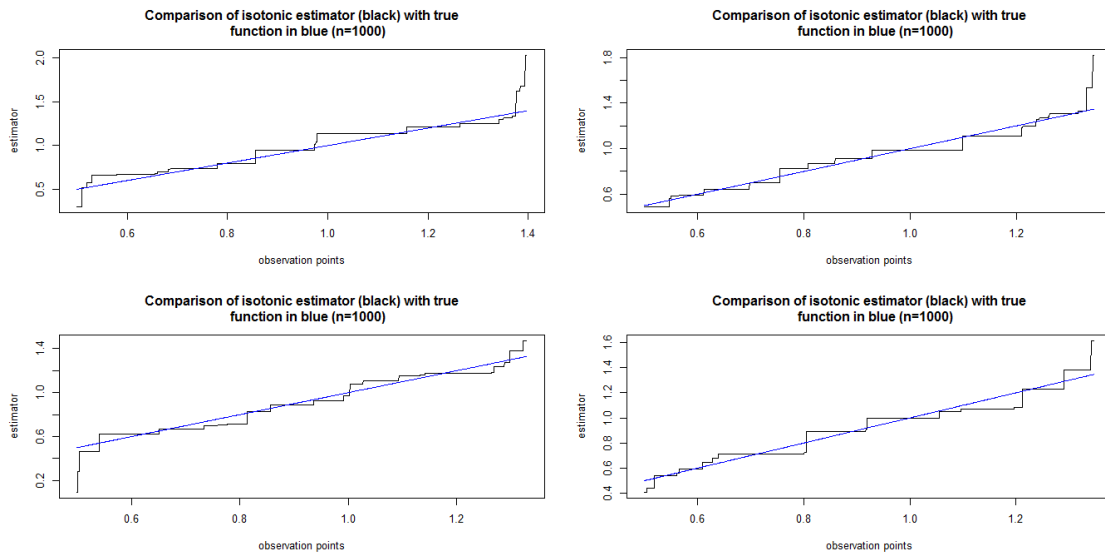 Comparison of isotonic estimator (black) with true
function in blue (n=1000)
estimator
2.0
1.5
1.0
0.5
0.6 0.8 1.0 1.2 1.4
observation points
Comparison of isotonic estimator (black) with true
function in blue (n=1000)
estimator
1.8
1.4
1.0
0.6
0.6 0.8 1.0 1.2
observation points
Comparison of isotonic estimator (black) with true
function in blue (n=1000)
estimator
1.4
1.0
0.6
0.2
0.6 0.8 1.0 1.2
observation points
Comparison of isotonic estimator (black) with true
function in blue (n=1000)
estimator
1.6
1.4
1.2
1.0
0.8
0.6
0.4
0.6 0.8 1.0 1.2
observation points